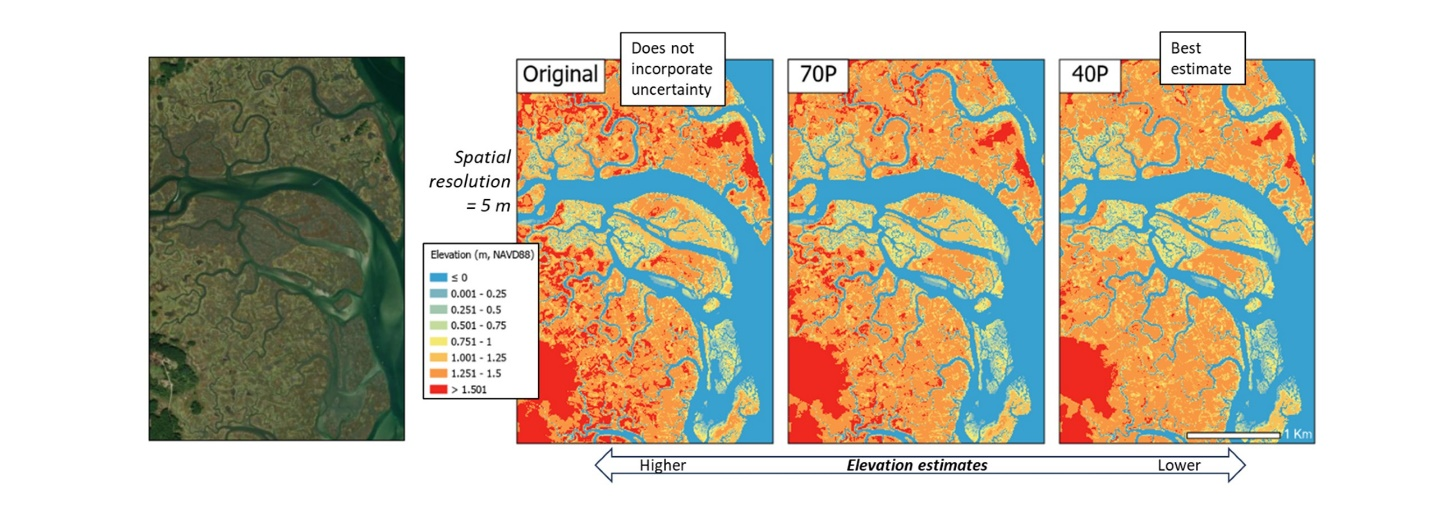 Original
Does not
incorporate
uncertainty
70P
40P
Best
estimate
Spatial
resolution
= 5 m
Elevation (m, NAVD88)
≤ 0
0.001 - 0.25
0.251 - 0.5
0.501 - 0.75
0.751 - 1
1.001 - 1.25
1.251 - 1.5
> 1.501
1 Km
Higher
Elevation estimates
Lower